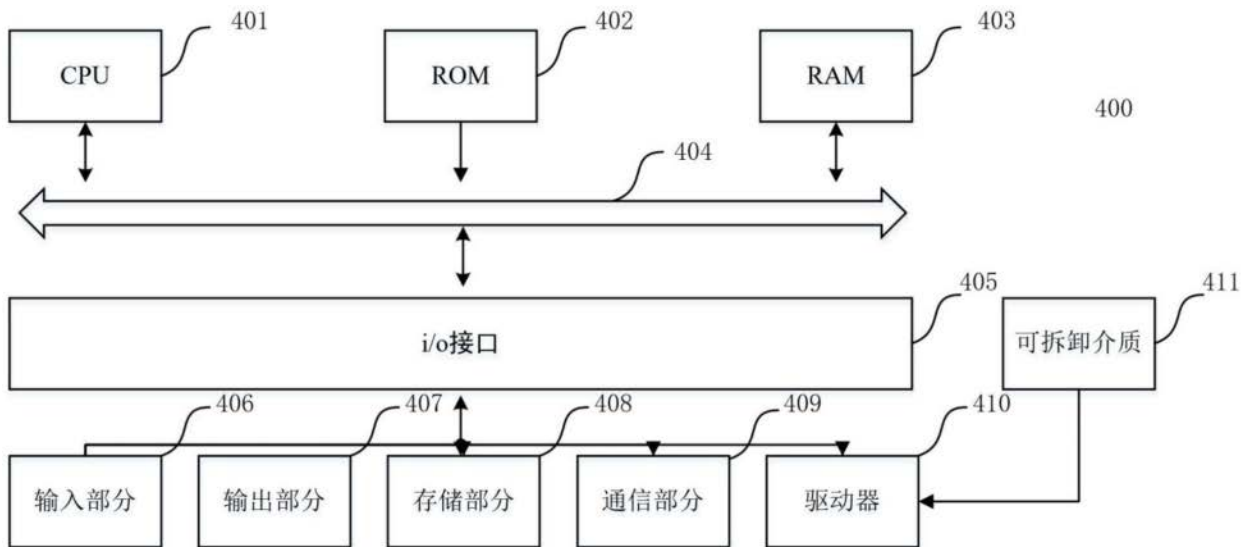 401
402
403
CPU
ROM
RAM
400
404
405
411
i/o接口
可拆卸介质
406
407
408
409
410
输入部分
输出部分
存储部分
通信部分
驱动器